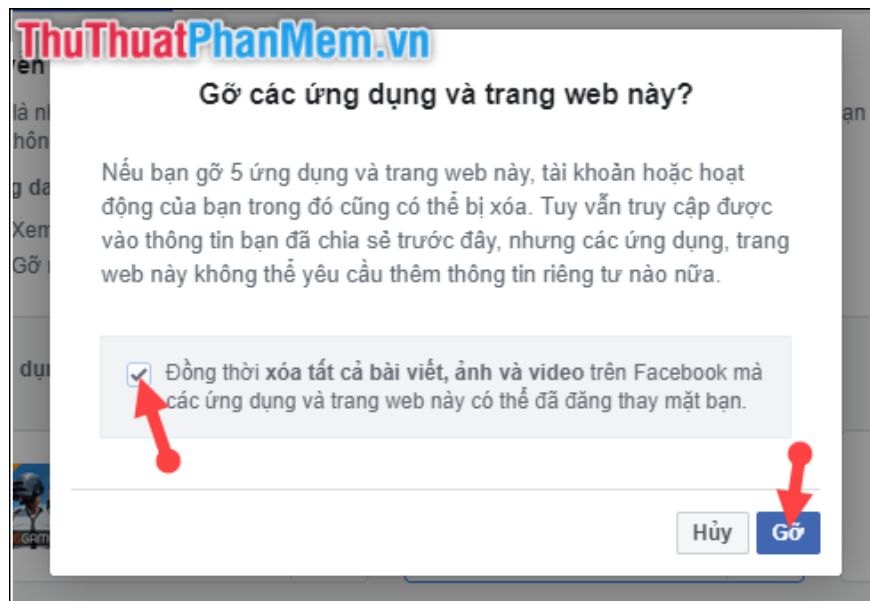 ThuThuatPhanMem.vn
Gỡ các ứng dụng và trang web này?
Nếu bạn gỡ 5 ứng dụng và trang web này, tài khoản hoặc hoạt
động của bạn trong đó cũng có thể bị xóa. Tuy vẫn truy cập được
vào thông tin bạn đã chia sẻ trước đây, nhưng các ứng dụng, trang
web này không thể yêu cầu thêm thông tin riêng tư nào nữa.
Đồng thời xóa tất cả bài viết, ảnh và video trên Facebook mà
các ứng dụng và trang web này có thể đã đăng thay mặt bạn.
Hủy
Gỡ